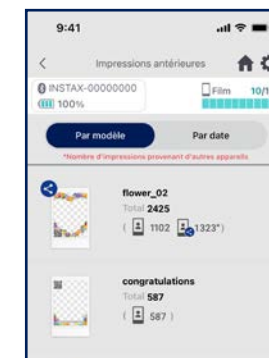 9:41
Impressions antérieures
INSTAX-00000000
100%
Film 10/1
Par modèle Par date
*Nombre d'impressions provenant d'autres appareils
flower_02
Total 2425
( 1102 1323*)
congratulations
Total 587
( 587 )